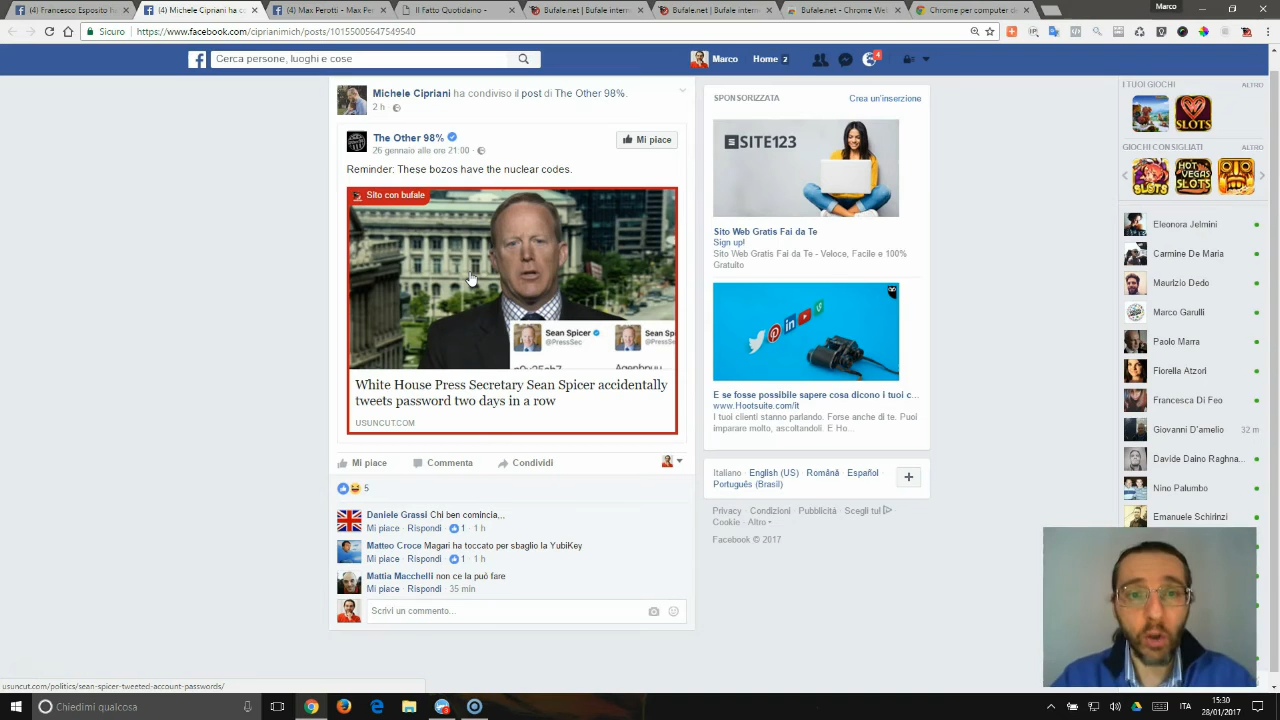 (4) Francesco Esposito F
(4) Michele Cipriani ha co
(4) Max Perotti - Max Pero
Il Quotidiano -
Bufale.net - Bufale intern
Bufale.net - Bufale intern
Bufale.net - Chrome Web
Chrome per computer d
Marco
Sicuro
https://www.facebook.com/ciprianimich/posts/10155005647549540
Cerca persone, luoghi e cose
Marco
Home 2
4
Michele Cipriani ha condiviso il post di The Other 98%.
2 h
The Other 98%
26 gennaio alle ore 21:00
Mi piace
Reminder: These bozos have the nuclear codes.
Sito con bufale
Sean Spicer
@PressSec
Sean Sp
@PressSe
White House Press Secretary Sean Spicer accidentally
tweets password two days in a row
USUNCUT.COM
Mi piace
Commenta
Condividi
5
Daniele Grassi Chi ben comincia,,,
Mi piace · Rispondi · 1 · 1 h
Matteo Croce Magari ha toccato per sbaglio la YubiKey
Mi piace · Rispondi · 1 · 1 h
Mattia Macchelli non ce la può fare
Mi piace · Rispondi · 35 min
Scrivi un commento...
SPONSORIZZATA
Crea un'inserzione
SITE123
Sito Web Gratis Fai da Te
Sign up!
Sito Web Gratis Fai da Te - Veloce, Facile e 100%
Gratuito
E se fosse possibile sapere cosa dicono i tuoi c...
www.Hootsuite.com/it
I tuoi clienti stanno parlando. Forse anche di te. Puoi
imparare molto, ascoltandoli. E Ho...
Italiano · English (US) · Română · Español ·
Português (Brasil)
Privacy · Condizioni · Pubblicità · Scegli tu ·
Cookie · Altro
Facebook © 2017
I TUOI GIOCHI
ALTRO
SLOTS
GIOCHI CONSIGLIATI
ALTRO
HOT VEGAS SLOTS
Eleonora Jelmini
Carmine De Maria
Maurizio Dedo
Marco Garulli
Paolo Marra
Fiorella Atzori
Francesca Di Feo
Giovanni D'amelio
32 m
Davide Daino Raghna...
Nino Palumbo
Emanuele Schirinzi
usuncut.com/politics/sean-spicer-tweeted-account-passwords/
Chiedimi qualcosa
ITA
15:30
28/01/2017